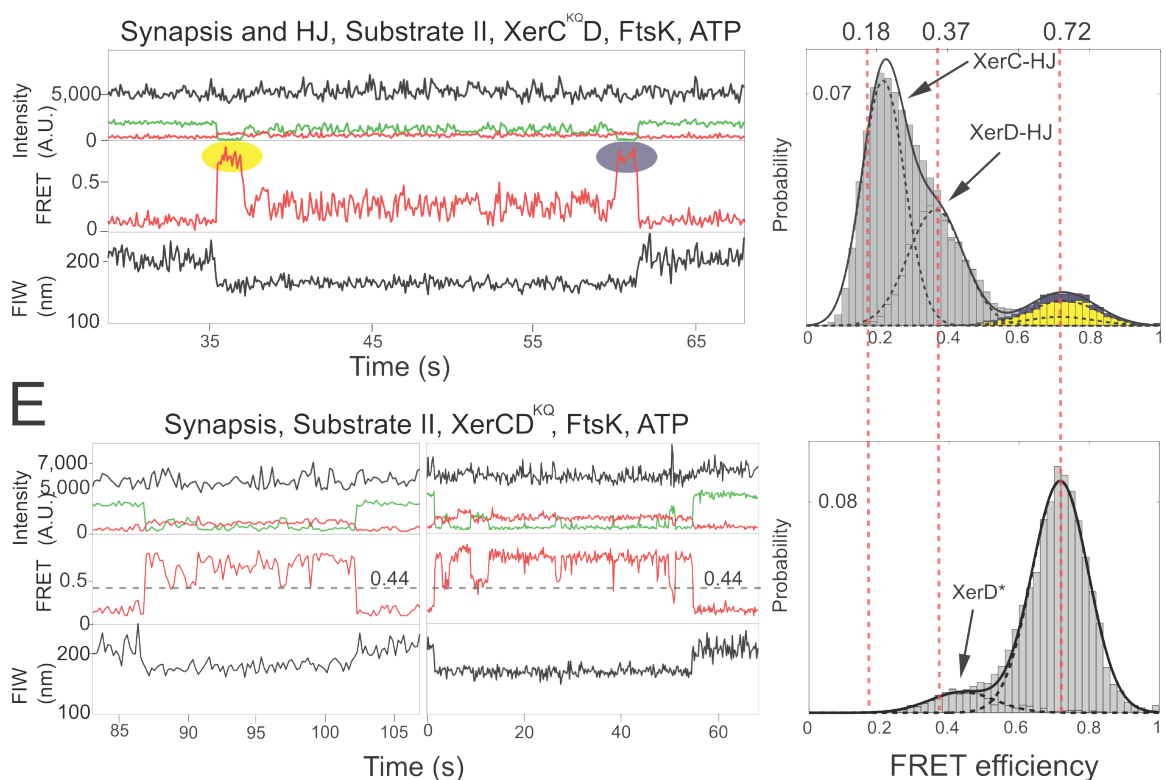 Synapsis and HJ, Substrate II, XerC^KQ D, FtsK, ATP
Intensity
(A.U.)
5,000
0
FRET
0.5
0
FIW
(nm)
200
100
35
45
55
65
Time (s)
0.18
0.37
0.72
0.07
Probability
XerC-HJ
XerD-HJ
0
0.2
0.4
0.6
0.8
1
E
Synapsis, Substrate II, XerCD^KQ, FtsK, ATP
Intensity
(A.U.)
7,000
5,000
0
FRET
0.5
0
0.44
0.44
FIW
(nm)
200
100
85
90
95
100
105
0
20
40
60
Time (s)
Time (s)
0.08
Probability
XerD*
0
0.2
0.4
0.6
0.8
1
FRET efficiency